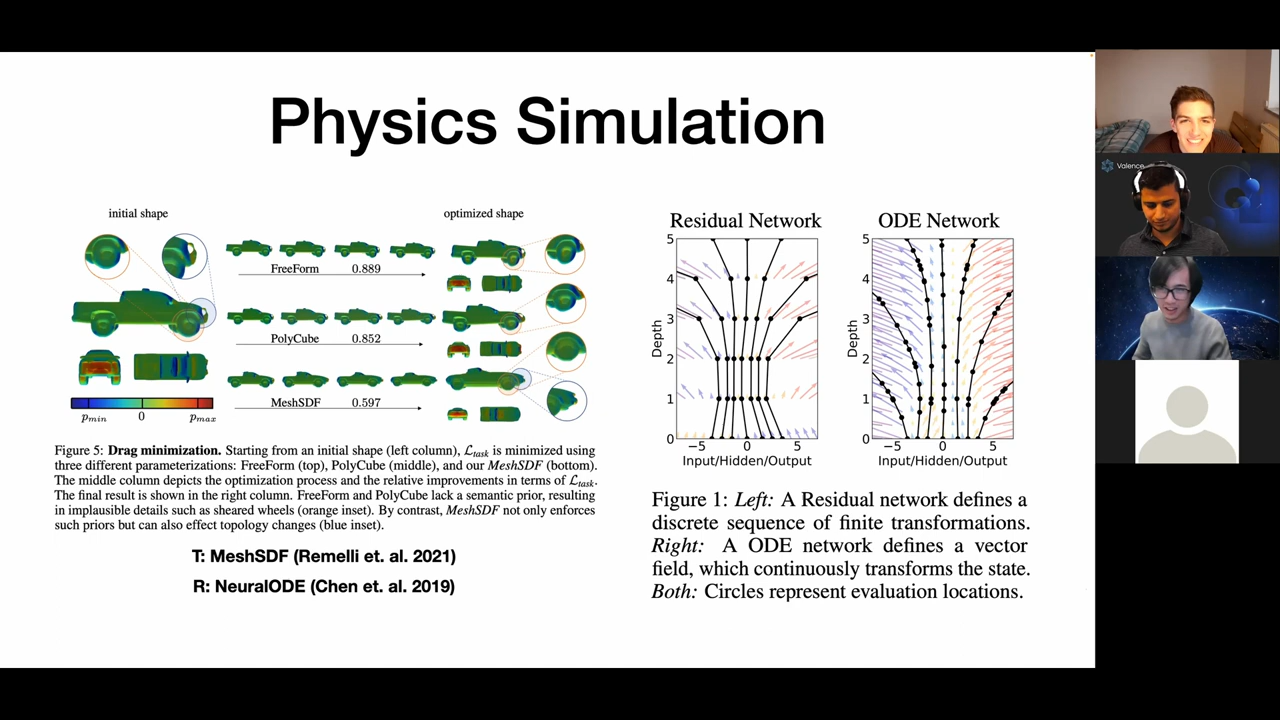 Physics Simulation
initial shape
optimized shape
FreeForm 0.889
PolyCube 0.852
MeshSDF 0.597
p_min 0 p_max
Figure 5: Drag minimization. Starting from an initial shape (left column), ℒ_task is minimized using
three different parameterizations: FreeForm (top), PolyCube (middle), and our MeshSDF (bottom).
The middle column depicts the optimization process and the relative improvements in terms of ℒ_task.
The final result is shown in the right column. FreeForm and PolyCube lack a semantic prior, resulting
in implausible details such as sheared wheels (orange inset). By contrast, MeshSDF not only enforces
such priors but can also effect topology changes (blue inset).
T: MeshSDF (Remelli et. al. 2021)
R: NeuralODE (Chen et. al. 2019)
Residual Network
5
4
3
2
1
0
Depth
−5 0 5
Input/Hidden/Output
ODE Network
5
4
3
2
1
0
Depth
−5 0 5
Input/Hidden/Output
Figure 1: Left: A Residual network defines a
discrete sequence of finite transformations.
Right: A ODE network defines a vector
field, which continuously transforms the state.
Both: Circles represent evaluation locations.
Valence